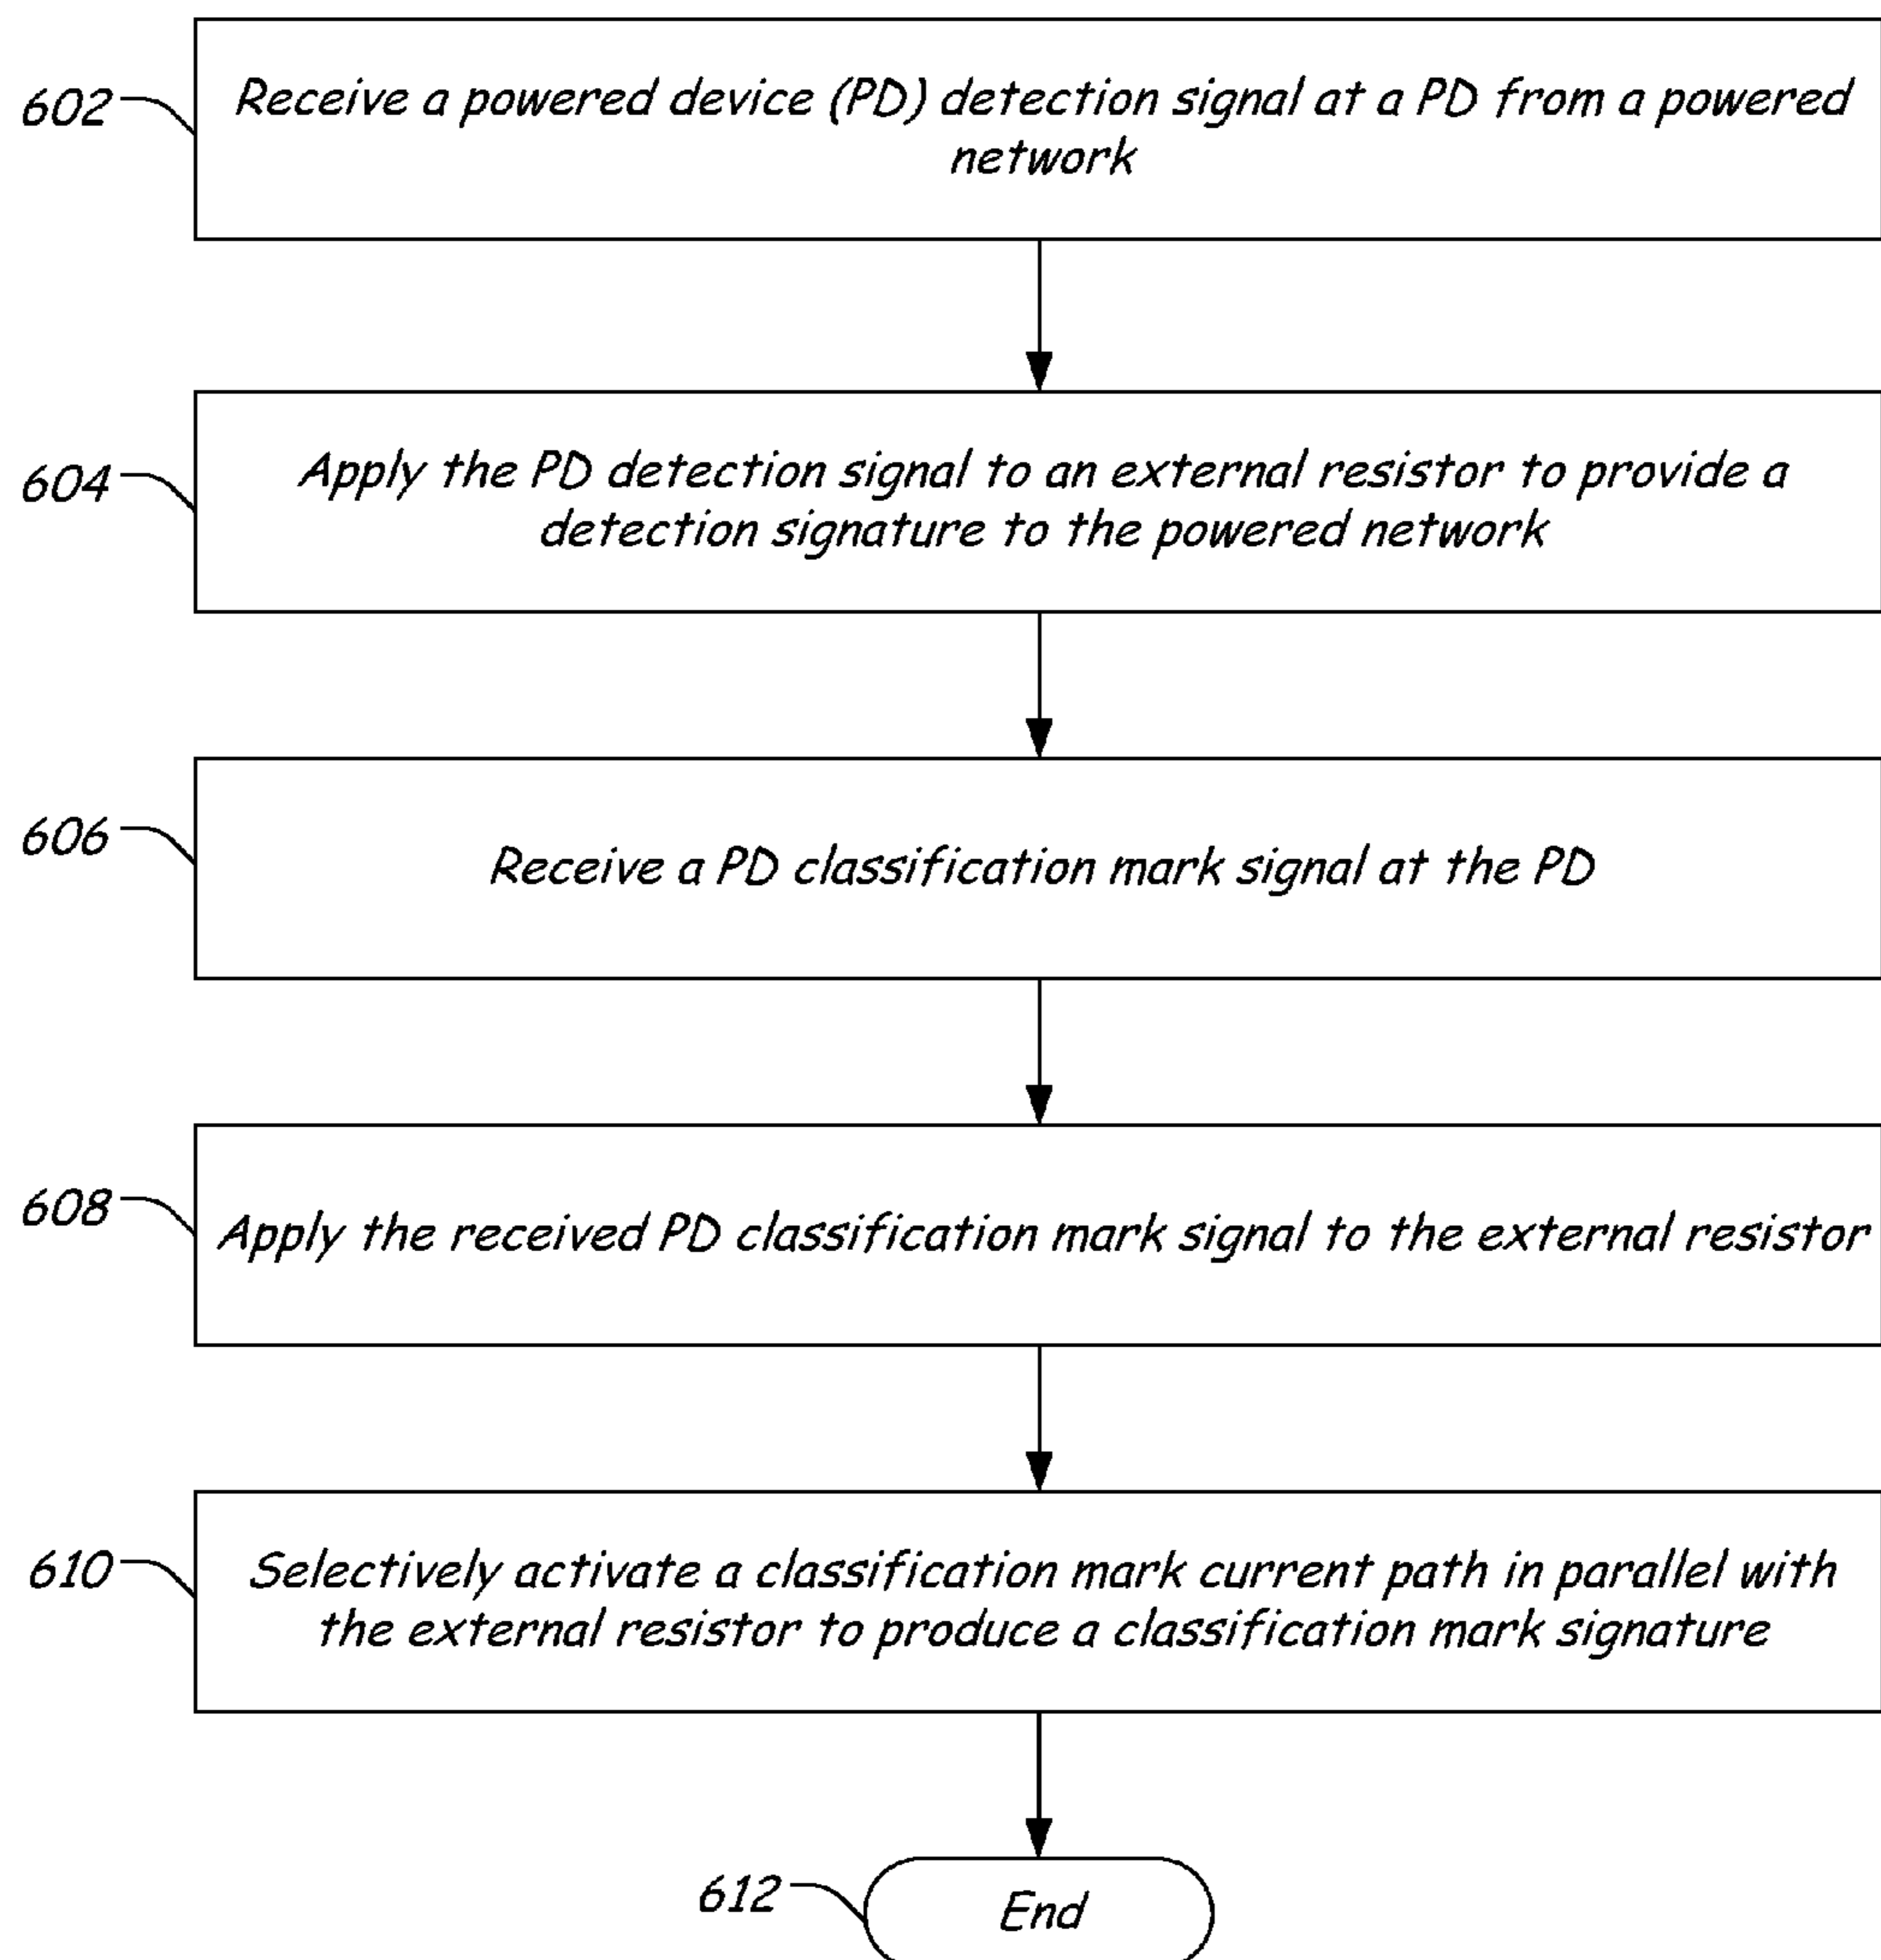 602
Receive a powered device (PD) detection signal at a PD from a powered
network
604
Apply the PD detection signal to an external resistor to provide a
detection signature to the powered network
606
Receive a PD classification mark signal at the PD
608
Apply the received PD classification mark signal to the external resistor
610
Selectively activate a classification mark current path in parallel with
the external resistor to produce a classification mark signature
612
End